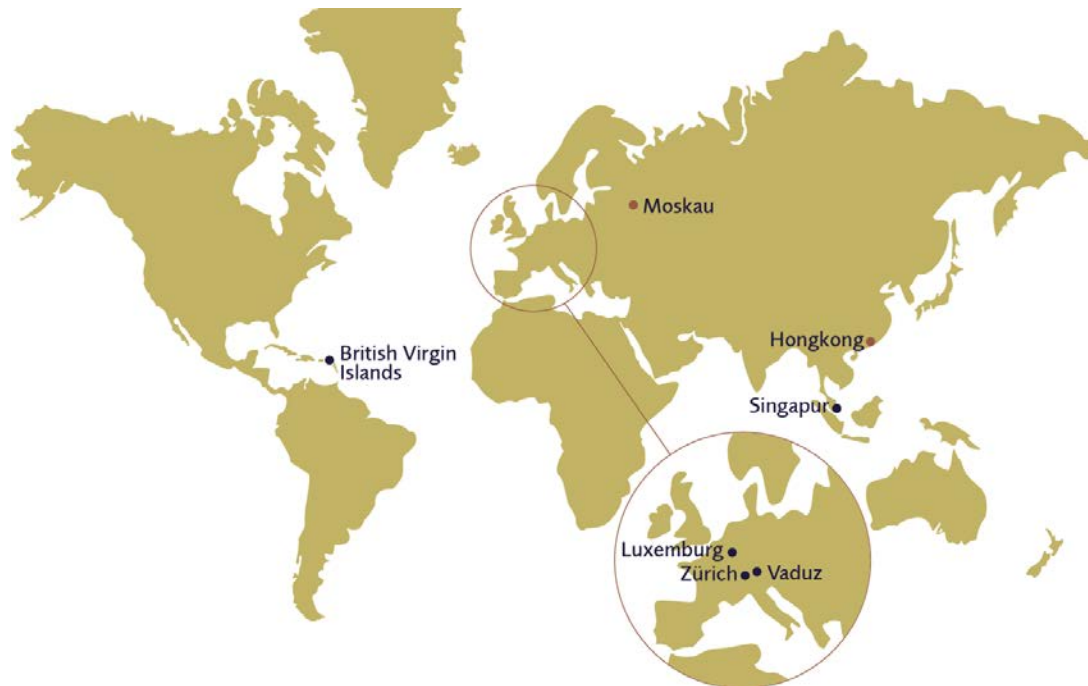 Moskau
Hongkong
British Virgin
Islands
Singapur
Luxemburg
Zürich
Vaduz